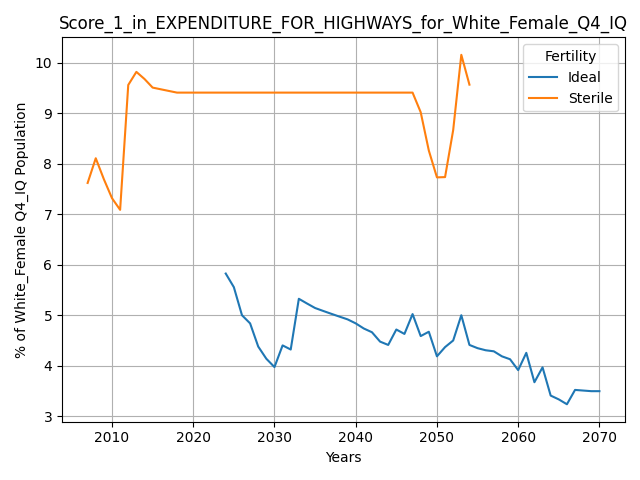 Score_1_in_EXPENDITURE_FOR_HIGHWAYS_for_White_Female_Q4_IQ
Fertility
Ideal
Sterile
% of White_Female Q4_IQ Population
10
9
8
7
6
5
4
3
2010
2020
2030
2040
2050
2060
2070
Years